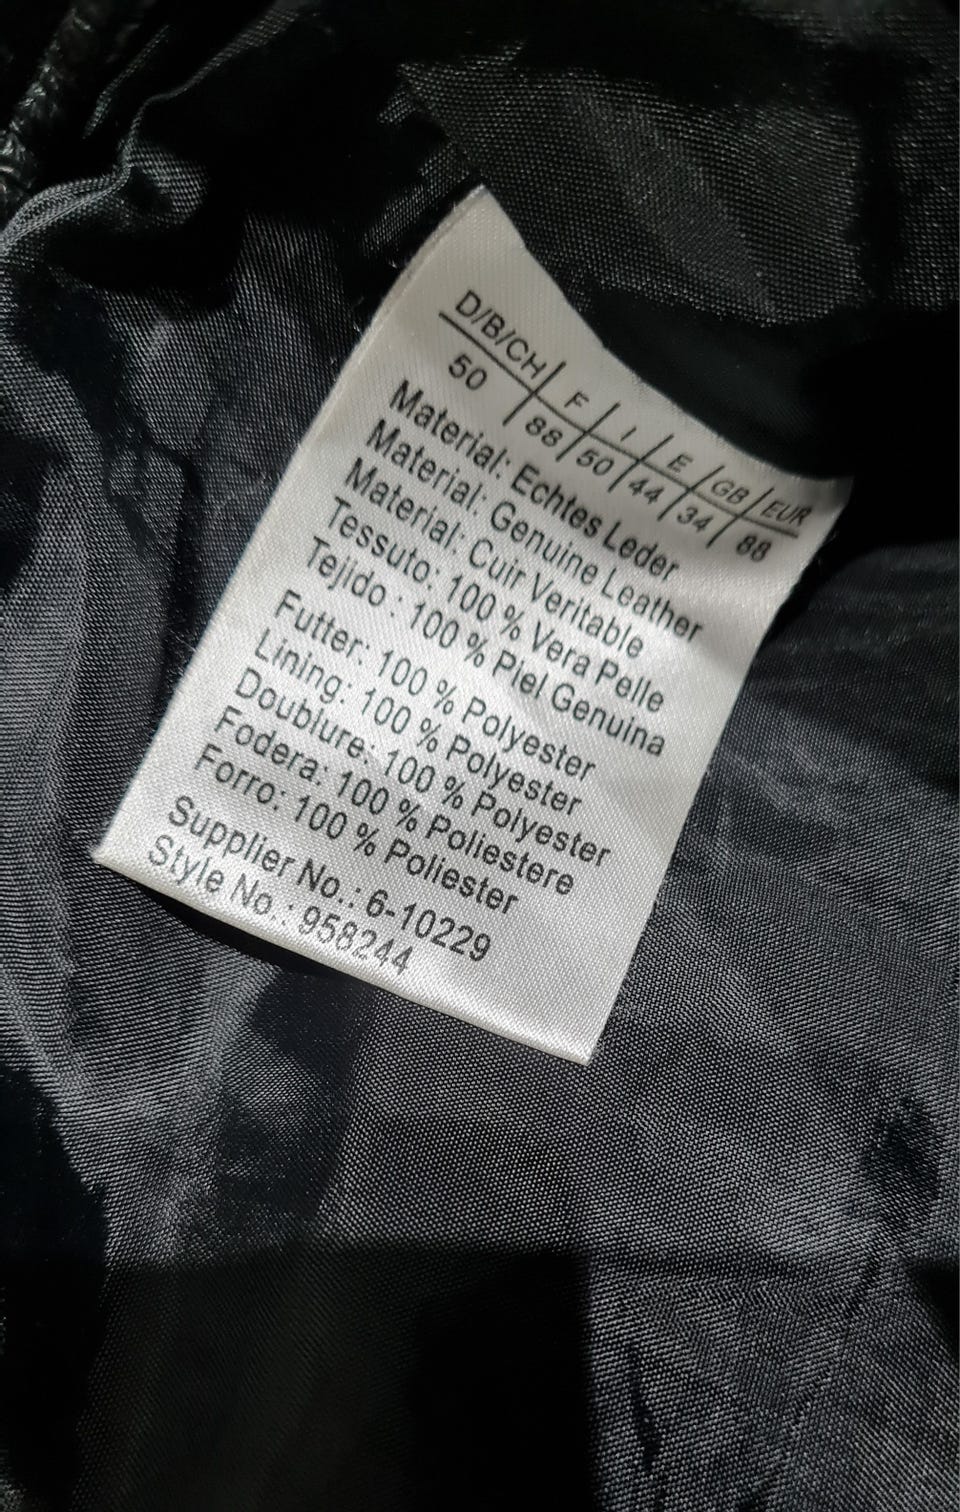 D/B/CH/ F / I / E / GB / EUR
50 / 88 / 50 / 44 / 34 / 88
Material: Echtes Leder
Material: Genuine Leather
Material: Cuir Veritable
Tessuto: 100 % Vera Pelle
Tejido : 100 % Piel Genuina
Futter: 100 % Polyester
Lining: 100 % Polyester
Doublure: 100 % Polyester
Fodera: 100 % Poliestere
Forro: 100 % Poliester
Supplier No.: 6-10229
Style No.: 958244